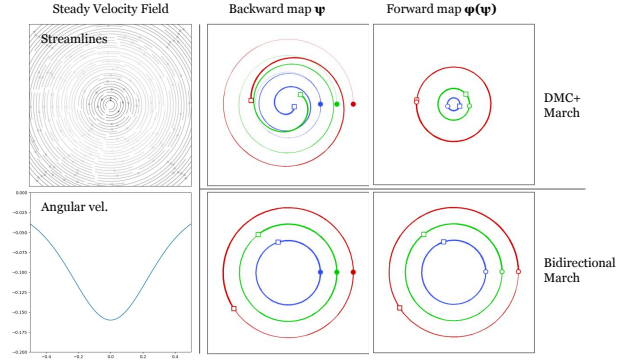 Steady Velocity Field
Backward map ψ
Forward map φ(ψ)
Streamlines
DMC+
March
Angular vel.
0.000
−0.025
−0.050
−0.075
−0.100
−0.125
−0.150
−0.175
−0.200
−0.4
−0.2
0.0
0.2
0.4
Bidirectional
March